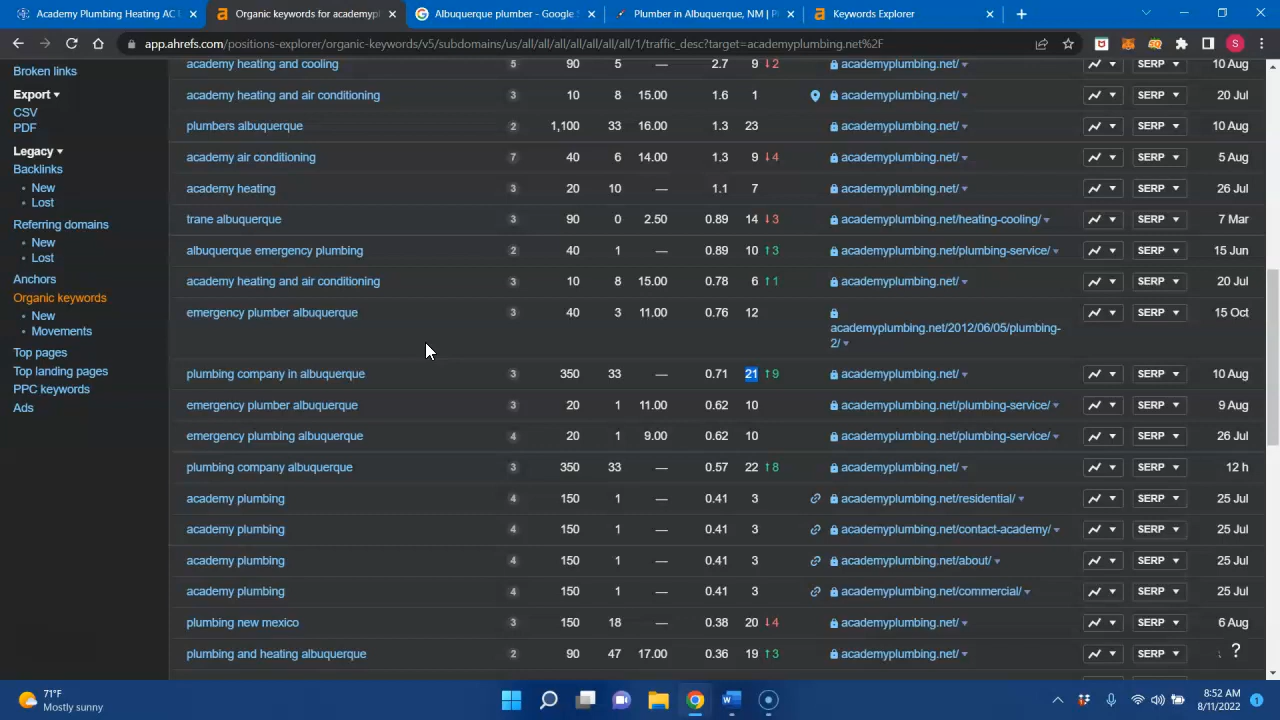 Academy Plumbing Heating AC E
Organic keywords for academypl
Albuquerque plumber - Google S
Plumber in Albuquerque, NM | Pl
Keywords Explorer
app.ahrefs.com/positions-explorer/organic-keywords/v5/subdomains/us/all/all/all/all/all/all/all/1/traffic_desc?target=academyplumbing.net%2F
S
Broken links
Export
CSV
PDF
Legacy
Backlinks
New
Lost
Referring domains
New
Lost
Anchors
Organic keywords
New
Movements
Top pages
Top landing pages
PPC keywords
Ads
academy heating and cooling 5 90 5 — 2.7 9 ↓2 academyplumbing.net/ SERP 10 Aug
academy heating and air conditioning 3 10 8 15.00 1.6 1 academyplumbing.net/ SERP 20 Jul
plumbers albuquerque 2 1,100 33 16.00 1.3 23 academyplumbing.net/ SERP 10 Aug
academy air conditioning 7 40 6 14.00 1.3 9 ↓4 academyplumbing.net/ SERP 5 Aug
academy heating 3 20 10 — 1.1 7 academyplumbing.net/ SERP 26 Jul
trane albuquerque 3 90 0 2.50 0.89 14 ↓3 academyplumbing.net/heating-cooling/ SERP 7 Mar
albuquerque emergency plumbing 2 40 1 — 0.89 10 ↑3 academyplumbing.net/plumbing-service/ SERP 15 Jun
academy heating and air conditioning 3 10 8 15.00 0.78 6 ↑1 academyplumbing.net/ SERP 20 Jul
emergency plumber albuquerque 3 40 3 11.00 0.76 12 SERP 15 Oct
academyplumbing.net/2012/06/05/plumbing-
2/
plumbing company in albuquerque 3 350 33 — 0.71 21 ↑9 academyplumbing.net/ SERP 10 Aug
emergency plumber albuquerque 3 20 1 11.00 0.62 10 academyplumbing.net/plumbing-service/ SERP 9 Aug
emergency plumbing albuquerque 4 20 1 9.00 0.62 10 academyplumbing.net/plumbing-service/ SERP 26 Jul
plumbing company albuquerque 3 350 33 — 0.57 22 ↑8 academyplumbing.net/ SERP 12 h
academy plumbing 4 150 1 — 0.41 3 academyplumbing.net/residential/ SERP 25 Jul
academy plumbing 4 150 1 — 0.41 3 academyplumbing.net/contact-academy/ SERP 25 Jul
academy plumbing 4 150 1 — 0.41 3 academyplumbing.net/about/ SERP 25 Jul
academy plumbing 4 150 1 — 0.41 3 academyplumbing.net/commercial/ SERP 25 Jul
plumbing new mexico 3 150 18 — 0.38 20 ↓4 academyplumbing.net/ SERP 6 Aug
plumbing and heating albuquerque 2 90 47 17.00 0.36 19 ↑3 academyplumbing.net/ SERP
?
71°F
Mostly sunny
8:52 AM
8/11/2022
1